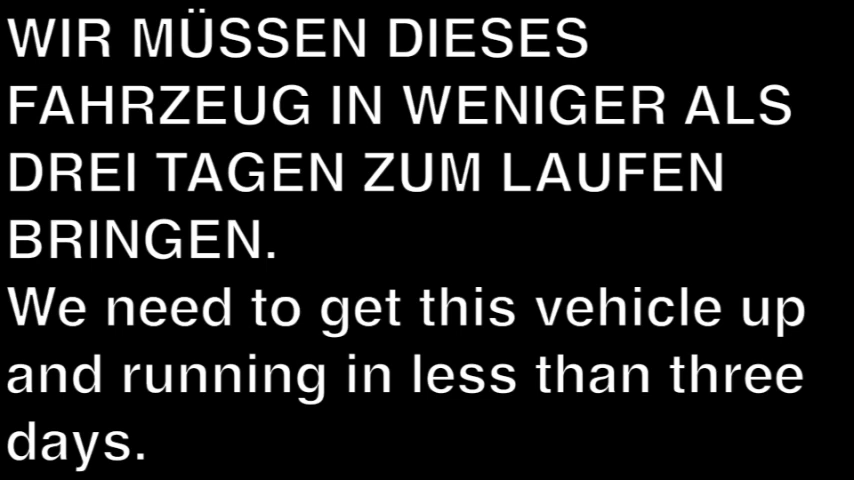 WIR MÜSSEN DIESES
FAHRZEUG IN WENIGER ALS
DREI TAGEN ZUM LAUFEN
BRINGEN.
We need to get this vehicle up
and running in less than three
days.